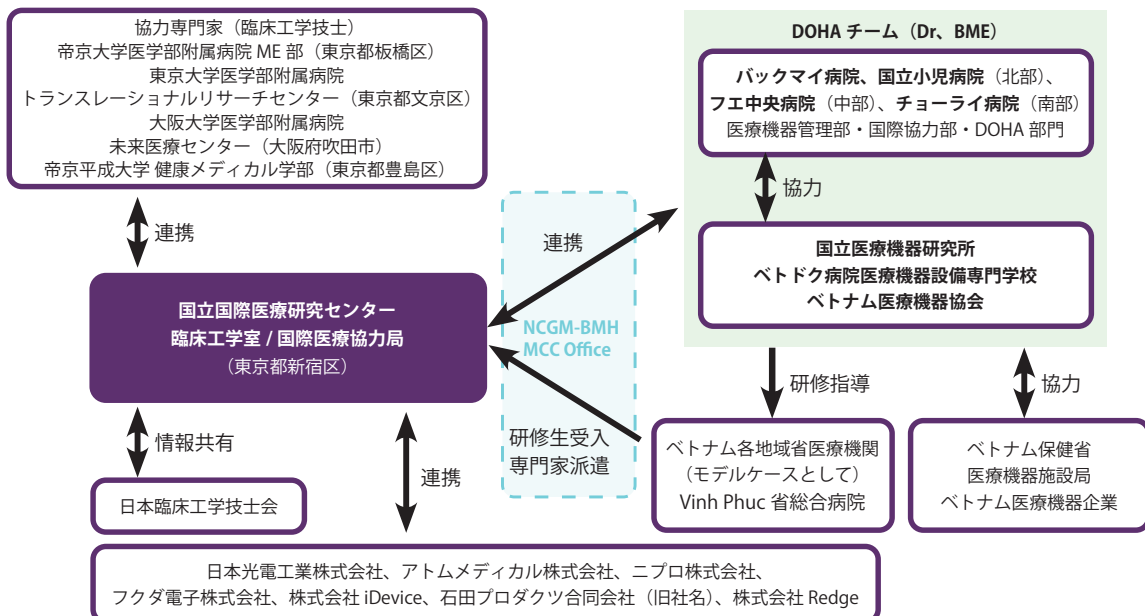 協力専門家（臨床工学技士）
帝京大学医学部附属病院 ME 部（東京都板橋区）
東京大学医学部附属病院
トランスレーショナルリサーチセンター（東京都文京区）
大阪大学医学部附属病院
未来医療センター（大阪府吹田市）
帝京平成大学 健康メディカル学部（東京都豊島区）
連携
国立国際医療研究センター
臨床工学室 / 国際医療協力局
（東京都新宿区）
情報共有
日本臨床工学技士会
連携
日本光電工業株式会社、アトムメディカル株式会社、ニプロ株式会社、
フクダ電子株式会社、株式会社 iDevice、石田プロダクツ合同会社（旧社名）、株式会社 Redge
連携
NCGM-BMH
MCC Office
研修生受入
専門家派遣
DOHA チーム（Dr、BME）
バックマイ病院、国立小児病院（北部）、
フエ中央病院（中部）、チョーライ病院（南部）
医療機器管理部・国際協力部・DOHA 部門
協力
国立医療機器研究所
ベトドク病院医療機器設備専門学校
ベトナム医療機器協会
研修指導
協力
ベトナム各地域省医療機関
（モデルケースとして）
Vinh Phuc 省総合病院
ベトナム保健省
医療機器施設局
ベトナム医療機器企業